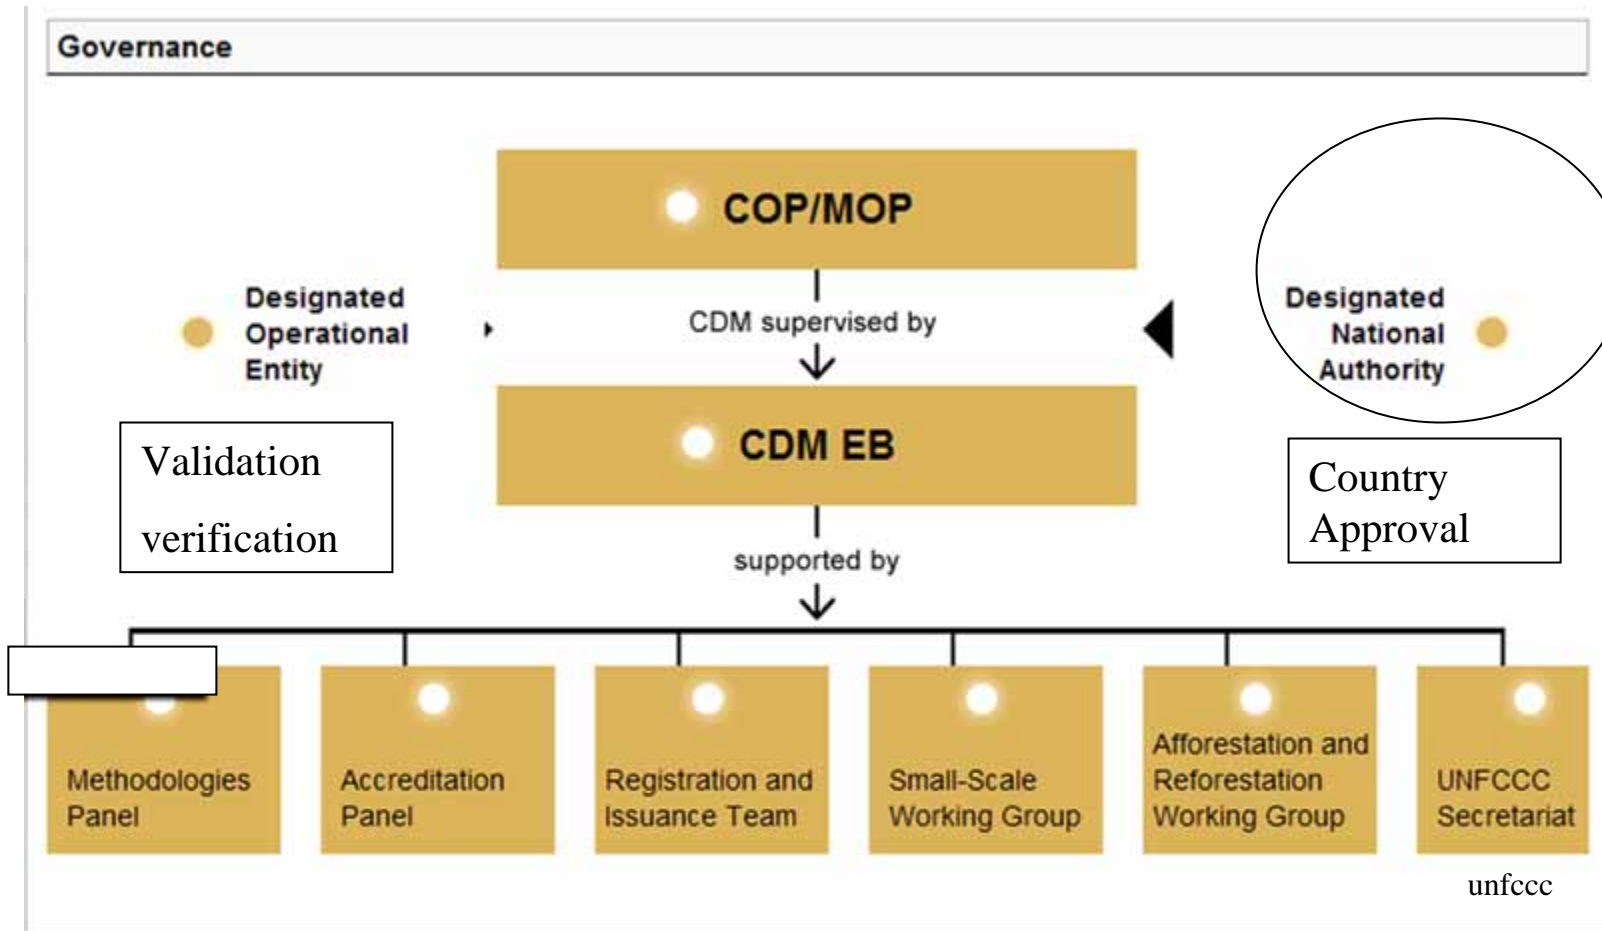 Governance
COP/MOP
Designated
Operational
Entity
CDM supervised by
Designated
National
Authority
CDM EB
Validation
verification
Country
Approval
supported by
Methodologies
Panel
Accreditation
Panel
Registration and
Issuance Team
Small-Scale
Working Group
Afforestation and
Reforestation
Working Group
UNFCCC
Secretariat
unfccc